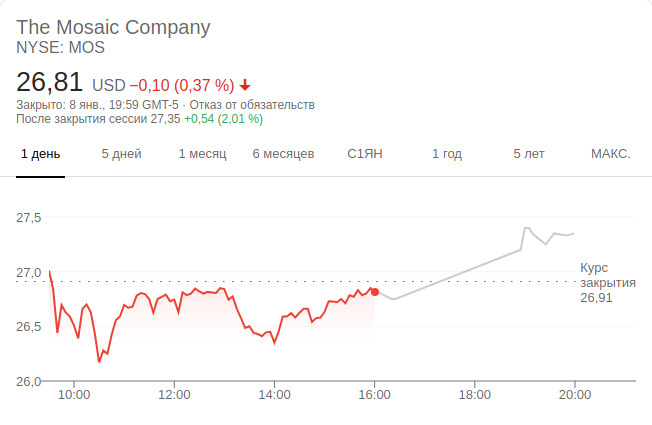 The Mosaic Company
NYSE: MOS
26,81 USD −0,10 (0,37 %)
Закрыто: 8 янв., 19:59 GMT-5 · Отказ от обязательств
После закрытия сессии 27,35 +0,54 (2,01 %)
1 день 5 дней 1 месяц 6 месяцев С1ЯН 1 год 5 лет МАКС.
27,5
27,0
26,5
26,0
Курс
закрытия
26,91
10:00 12:00 14:00 16:00 18:00 20:00